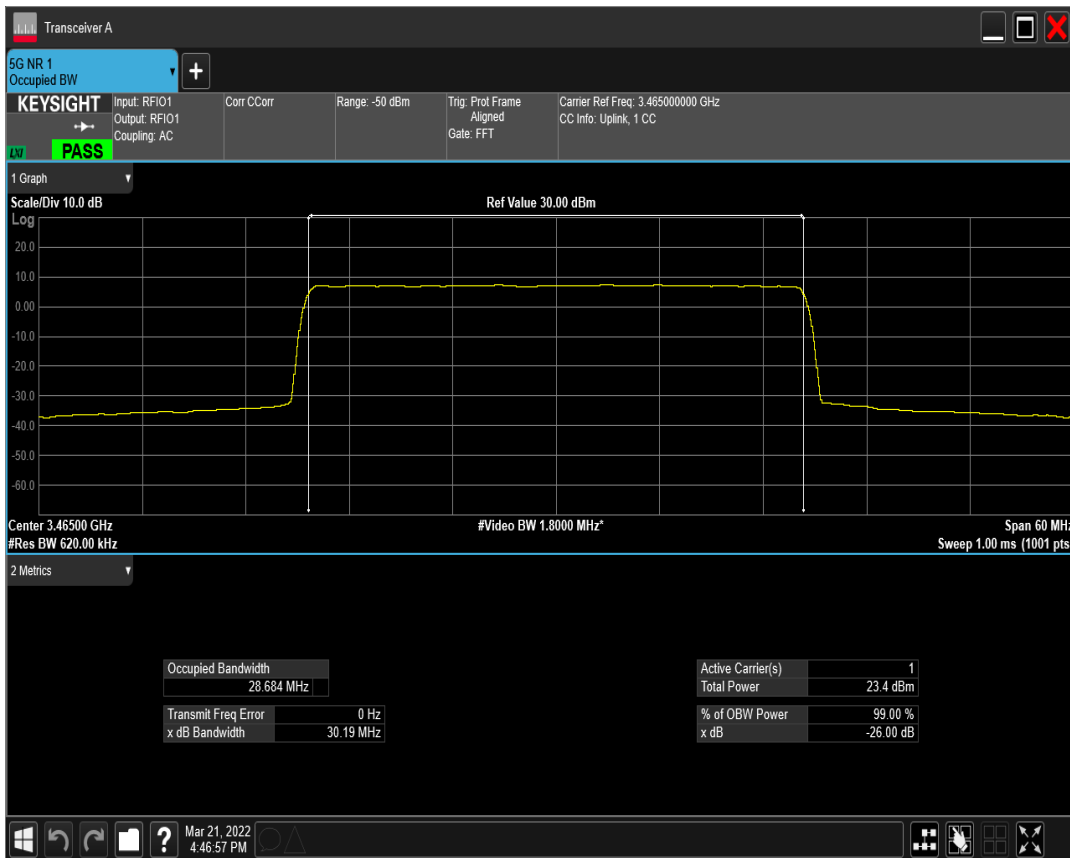 Transceiver A
5G NR 1
Occupied BW
+
KEYSIGHT
LXI
PASS
Input: RFIO1
Output: RFIO1
Coupling: AC
Corr CCorr
Range: -50 dBm
Trig: Prot Frame
Aligned
Gate: FFT
Carrier Ref Freq: 3.465000000 GHz
CC Info: Uplink, 1 CC
1 Graph
Scale/Div 10.0 dB
Ref Value 30.00 dBm
Log
20.0
10.0
0.00
-10.0
-20.0
-30.0
-40.0
-50.0
-60.0
Center 3.46500 GHz
#Video BW 1.8000 MHz*
Span 60 MHz
#Res BW 620.00 kHz
Sweep 1.00 ms (1001 pts
2 Metrics
Occupied Bandwidth
28.684 MHz
Active Carrier(s) 1
Total Power 23.4 dBm
Transmit Freq Error 0 Hz
x dB Bandwidth 30.19 MHz
% of OBW Power 99.00 %
x dB -26.00 dB
?
Mar 21, 2022
4:46:57 PM